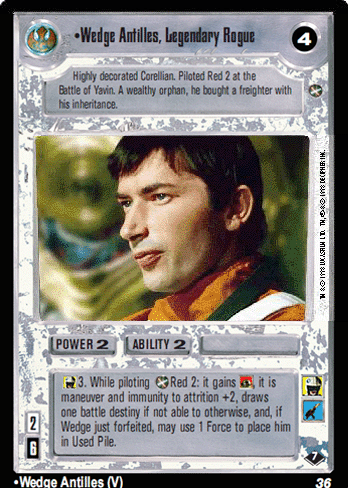 •Wedge Antilles, Legendary Rogue
4
Highly decorated Corellian. Piloted Red 2 at the
Battle of Yavin. A wealthy orphan, he bought a freighter with
his inheritance.
POWER 2 ABILITY 2
3. While piloting Red 2: it gains , it is
maneuver and immunity to attrition +2, draws
one battle destiny if not able to otherwise, and, if
Wedge just forfeited, may use 1 Force to place him
in Used Pile.
2
6
7
•Wedge Antilles (V) 36